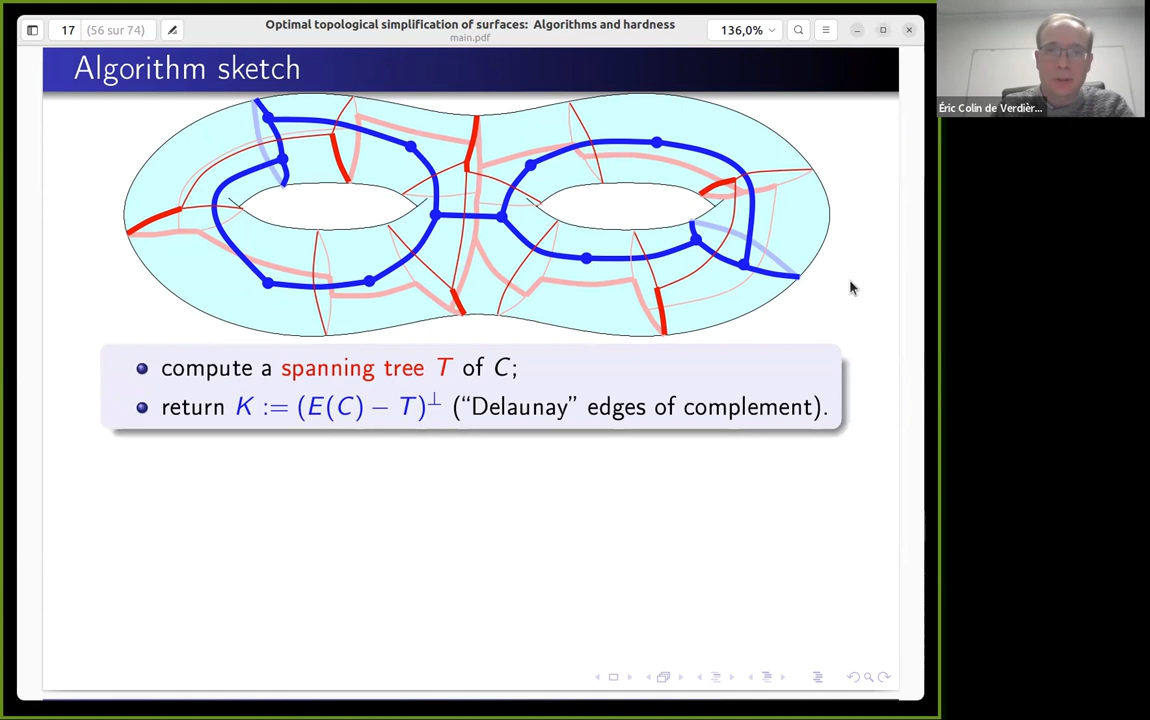 17 (56 sur 74)
Optimal topological simplification of surfaces: Algorithms and hardness
main.pdf
136,0%
Algorithm sketch
Éric Colin de Verdièr...
compute a spanning tree T of C;
return K := (E(C) − T)⊥ (“Delaunay” edges of complement).